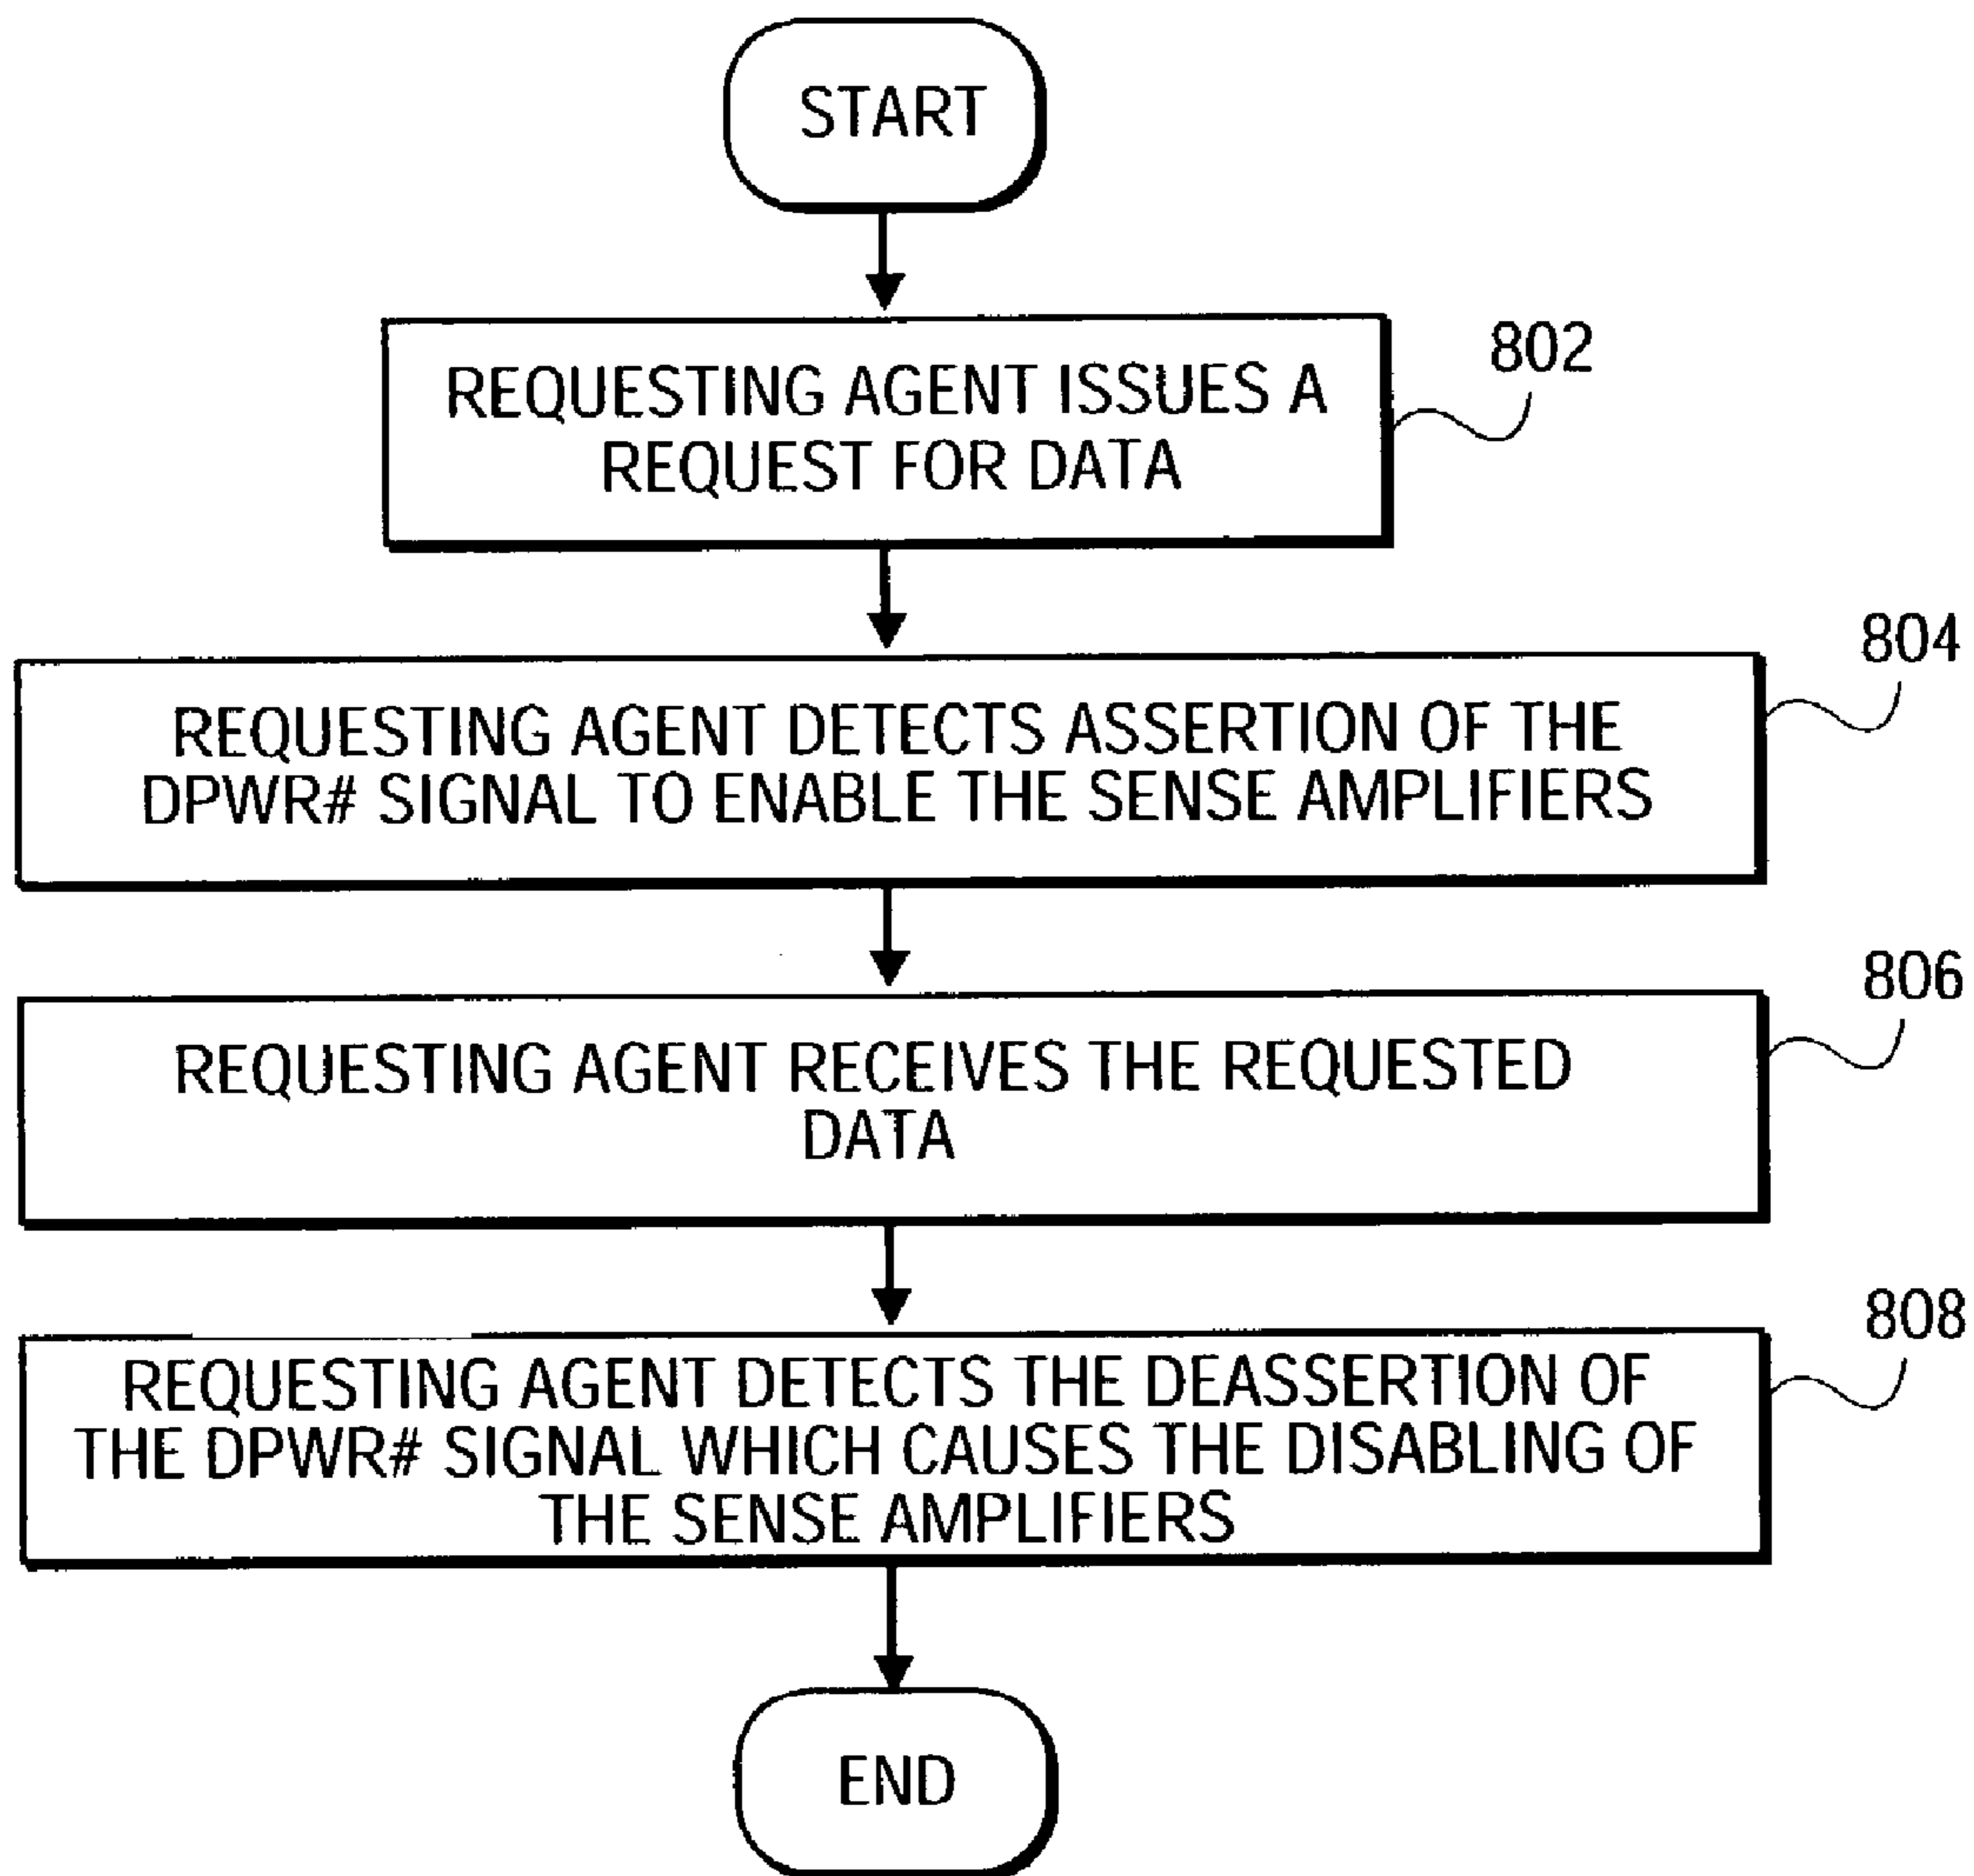 START
REQUESTING AGENT ISSUES A
REQUEST FOR DATA
802
REQUESTING AGENT DETECTS ASSERTION OF THE
DPWR# SIGNAL TO ENABLE THE SENSE AMPLIFIERS
804
REQUESTING AGENT RECEIVES THE REQUESTED
DATA
806
REQUESTING AGENT DETECTS THE DEASSERTION OF
THE DPWR# SIGNAL WHICH CAUSES THE DISABLING OF
THE SENSE AMPLIFIERS
808
END